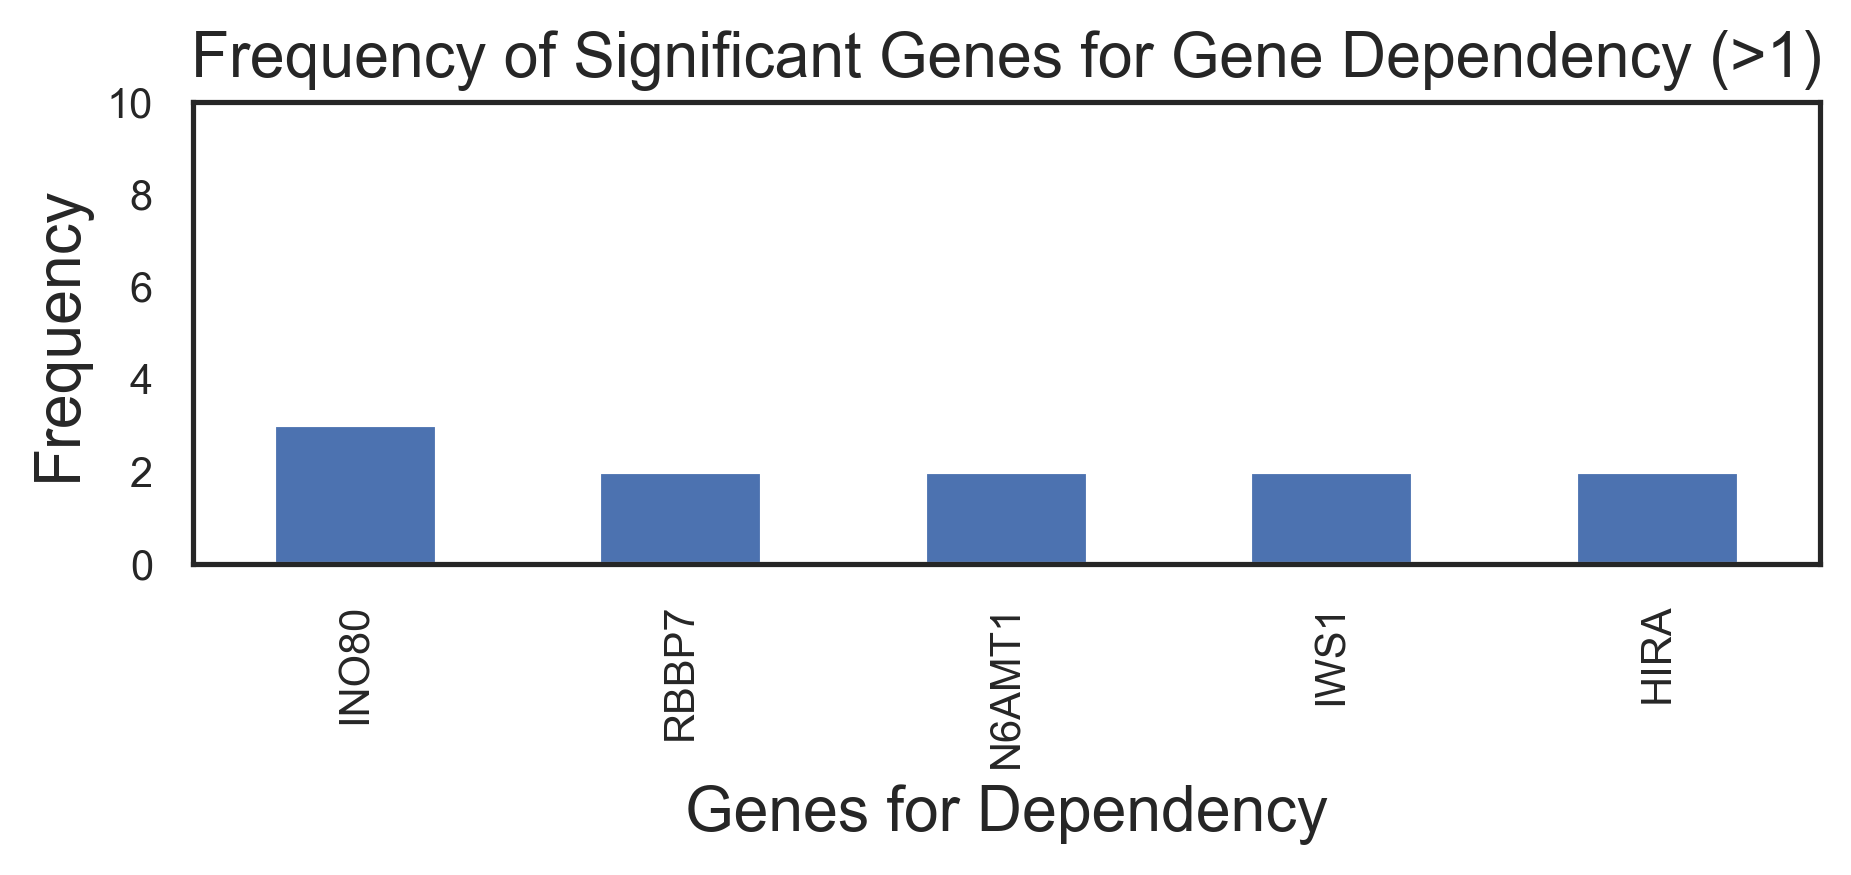 Frequency of Significant Genes for Gene Dependency (>1)
10
8
6
4
2
0
Frequency
INO80
RBBP7
N6AMT1
IWS1
HIRA
Genes for Dependency